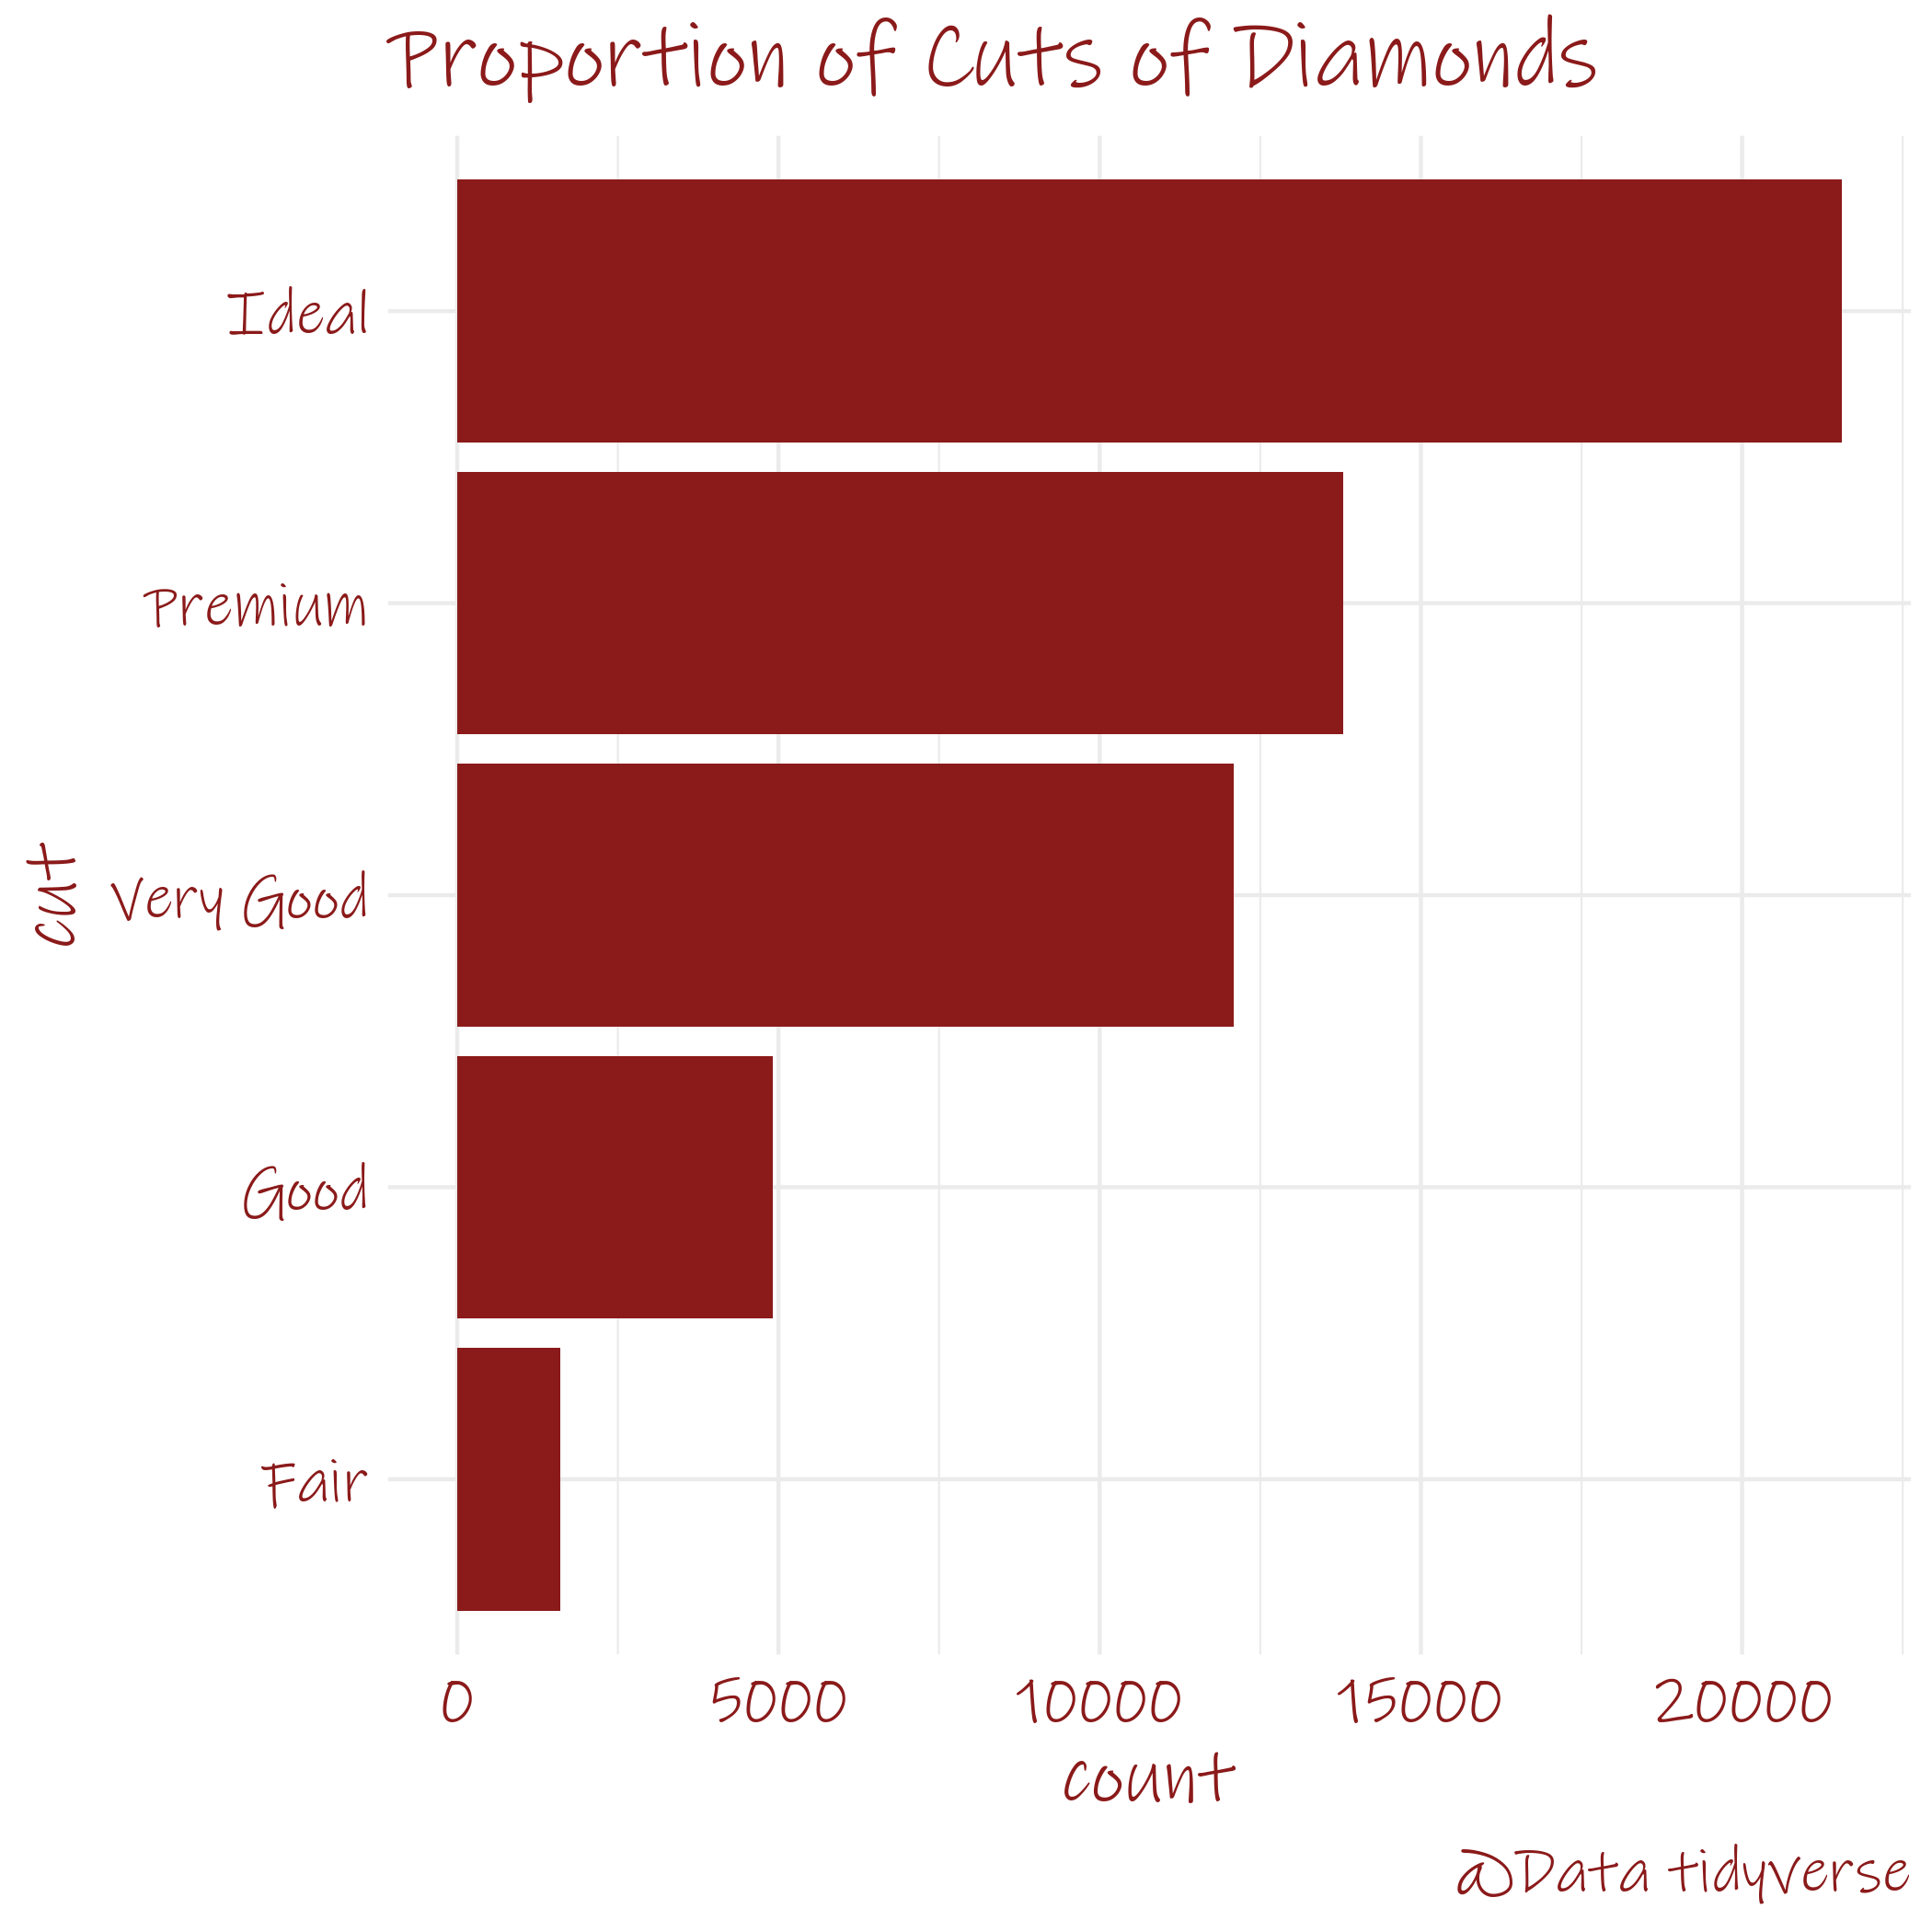 Proportion of Cuts of Diamonds
Ideal
Premium
Very Good
Good
Fair
cut
0 5000 10000 15000 20000
count
@Data tidyverse